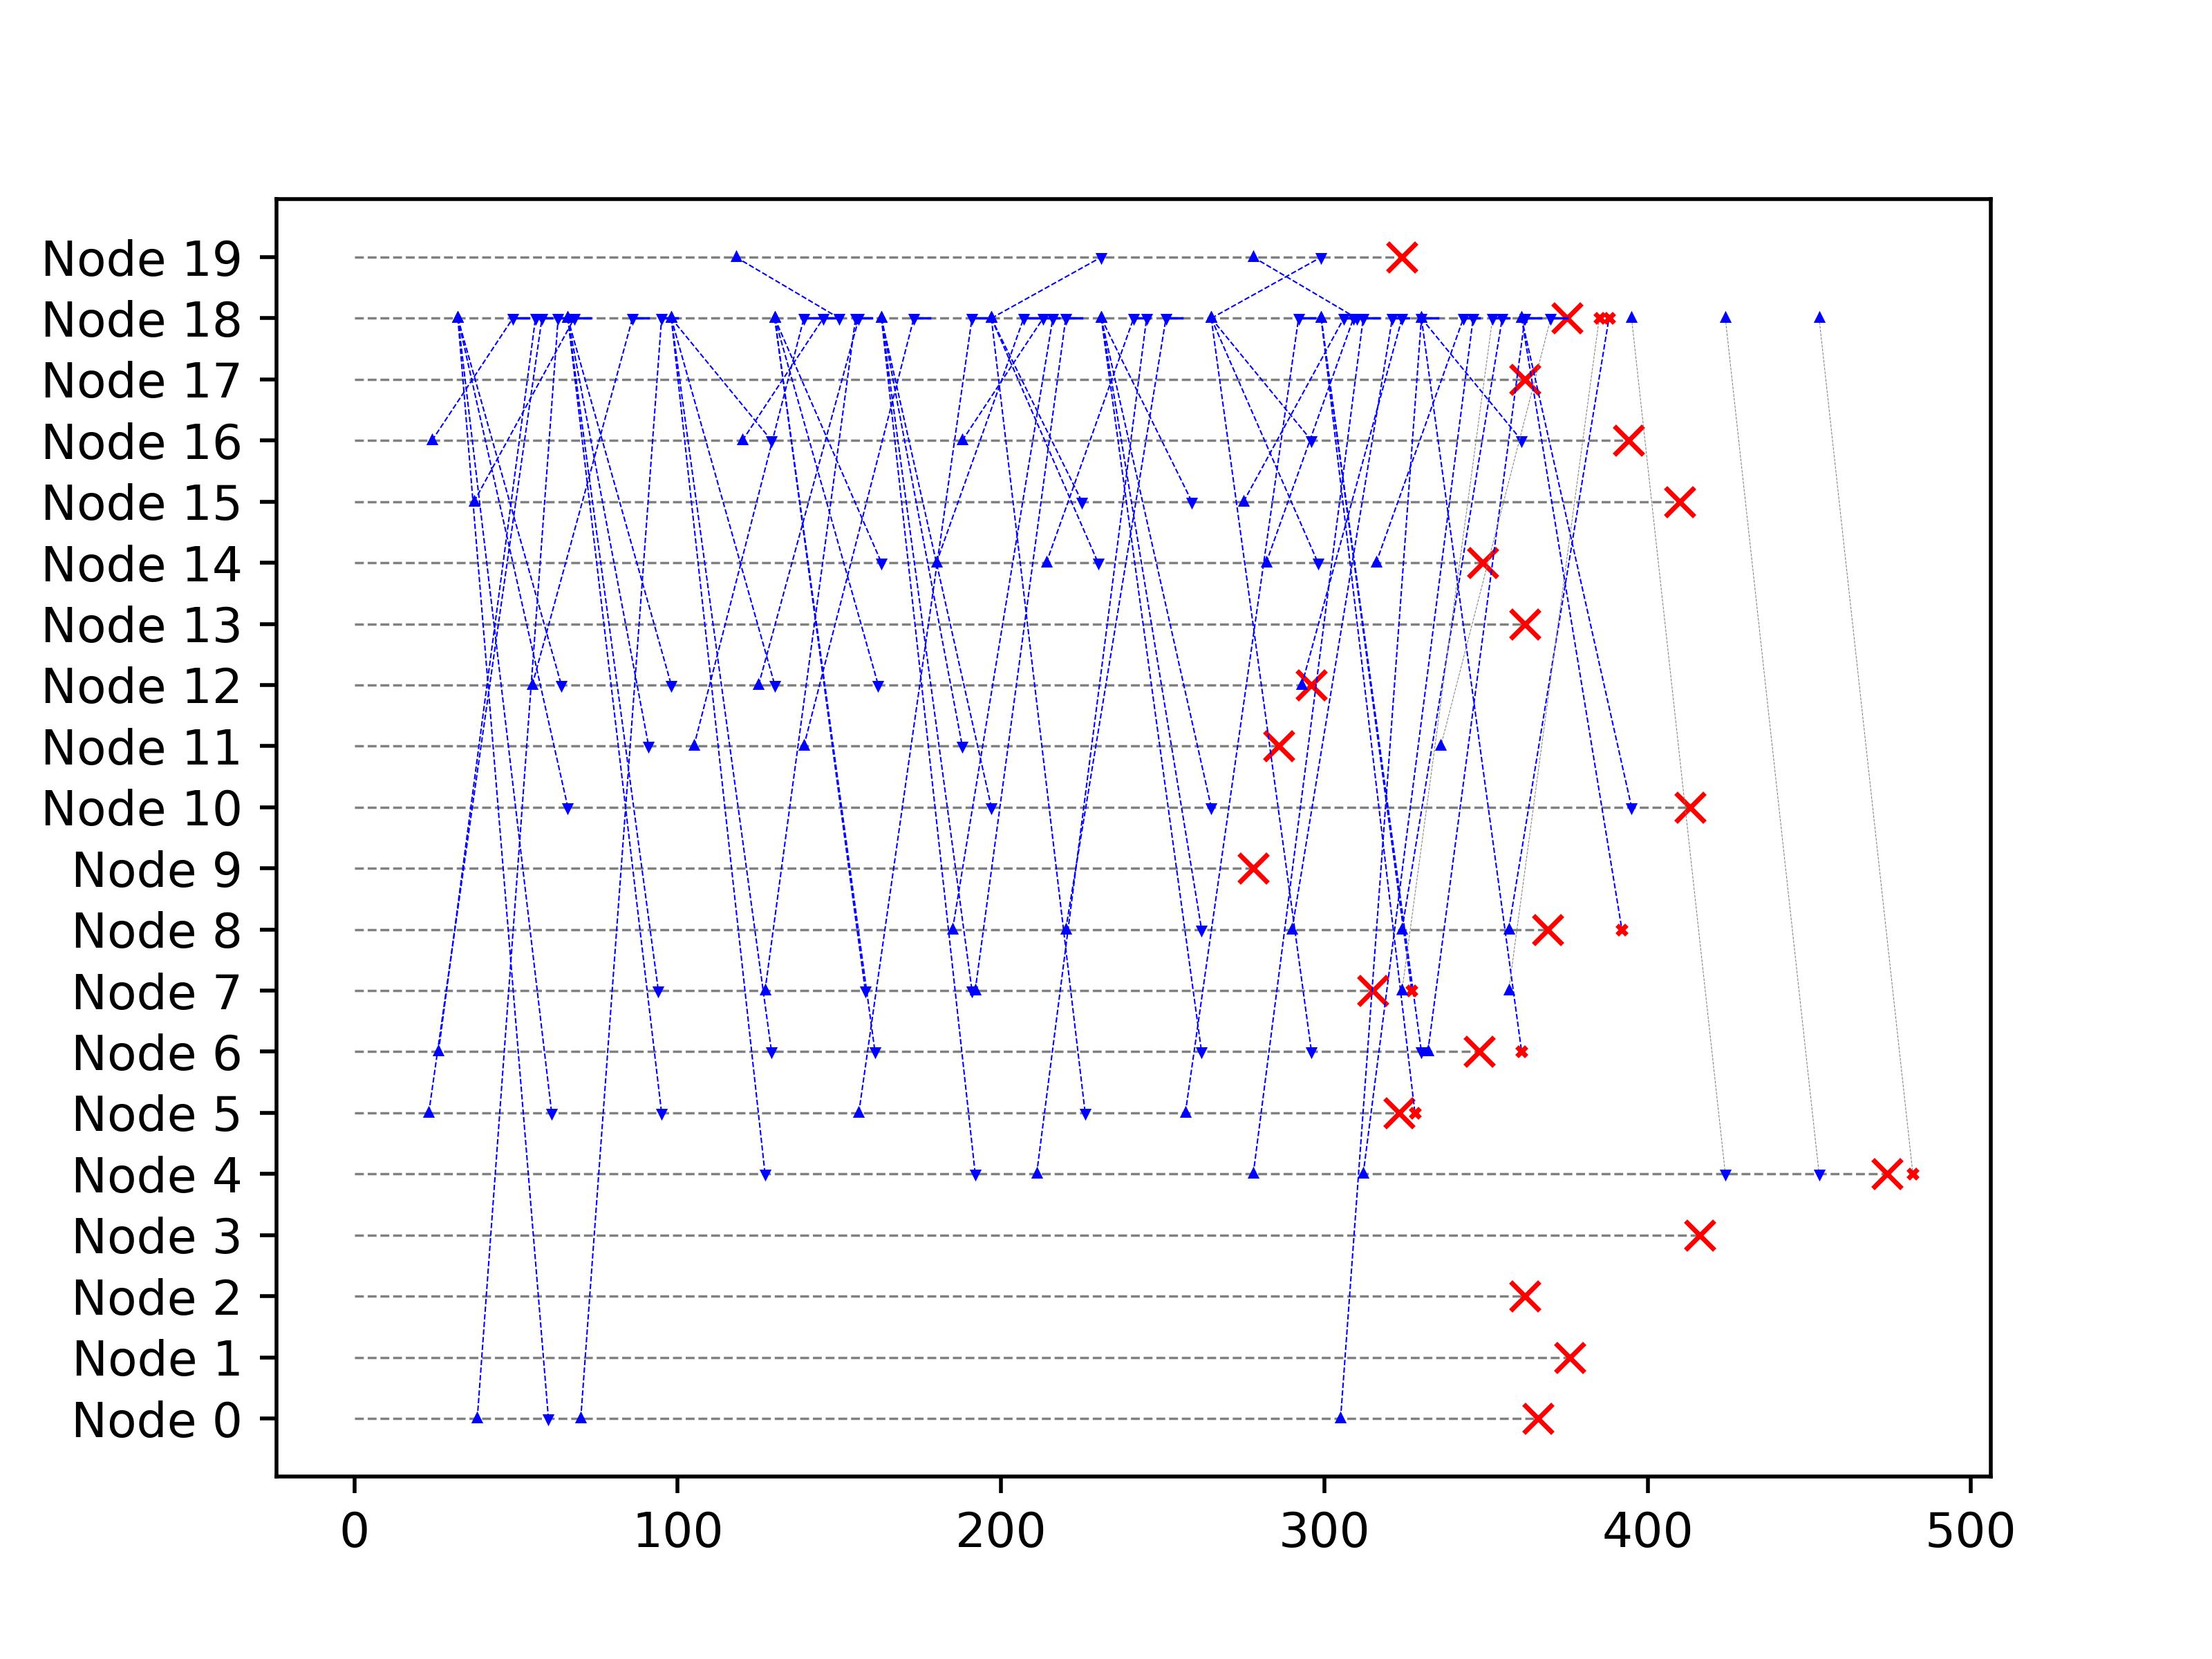 Node 19
Node 18
Node 17
Node 16
Node 15
Node 14
Node 13
Node 12
Node 11
Node 10
Node 9
Node 8
Node 7
Node 6
Node 5
Node 4
Node 3
Node 2
Node 1
Node 0
0 100 200 300 400 500